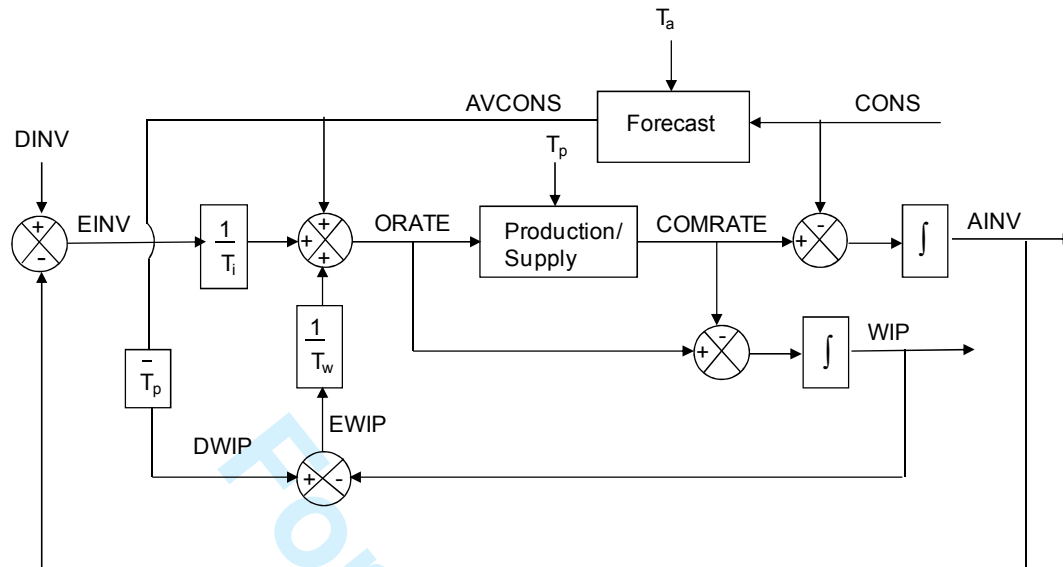 Ta
AVCONS
CONS
Forecast
DINV
Tp
+
+
-
EINV
1
Ti
+
+
ORATE
Production/
Supply
COMRATE
-
+
∫
AINV
1
Tw
-
+
∫
WIP
T̄p
EWIP
DWIP
+
-
For